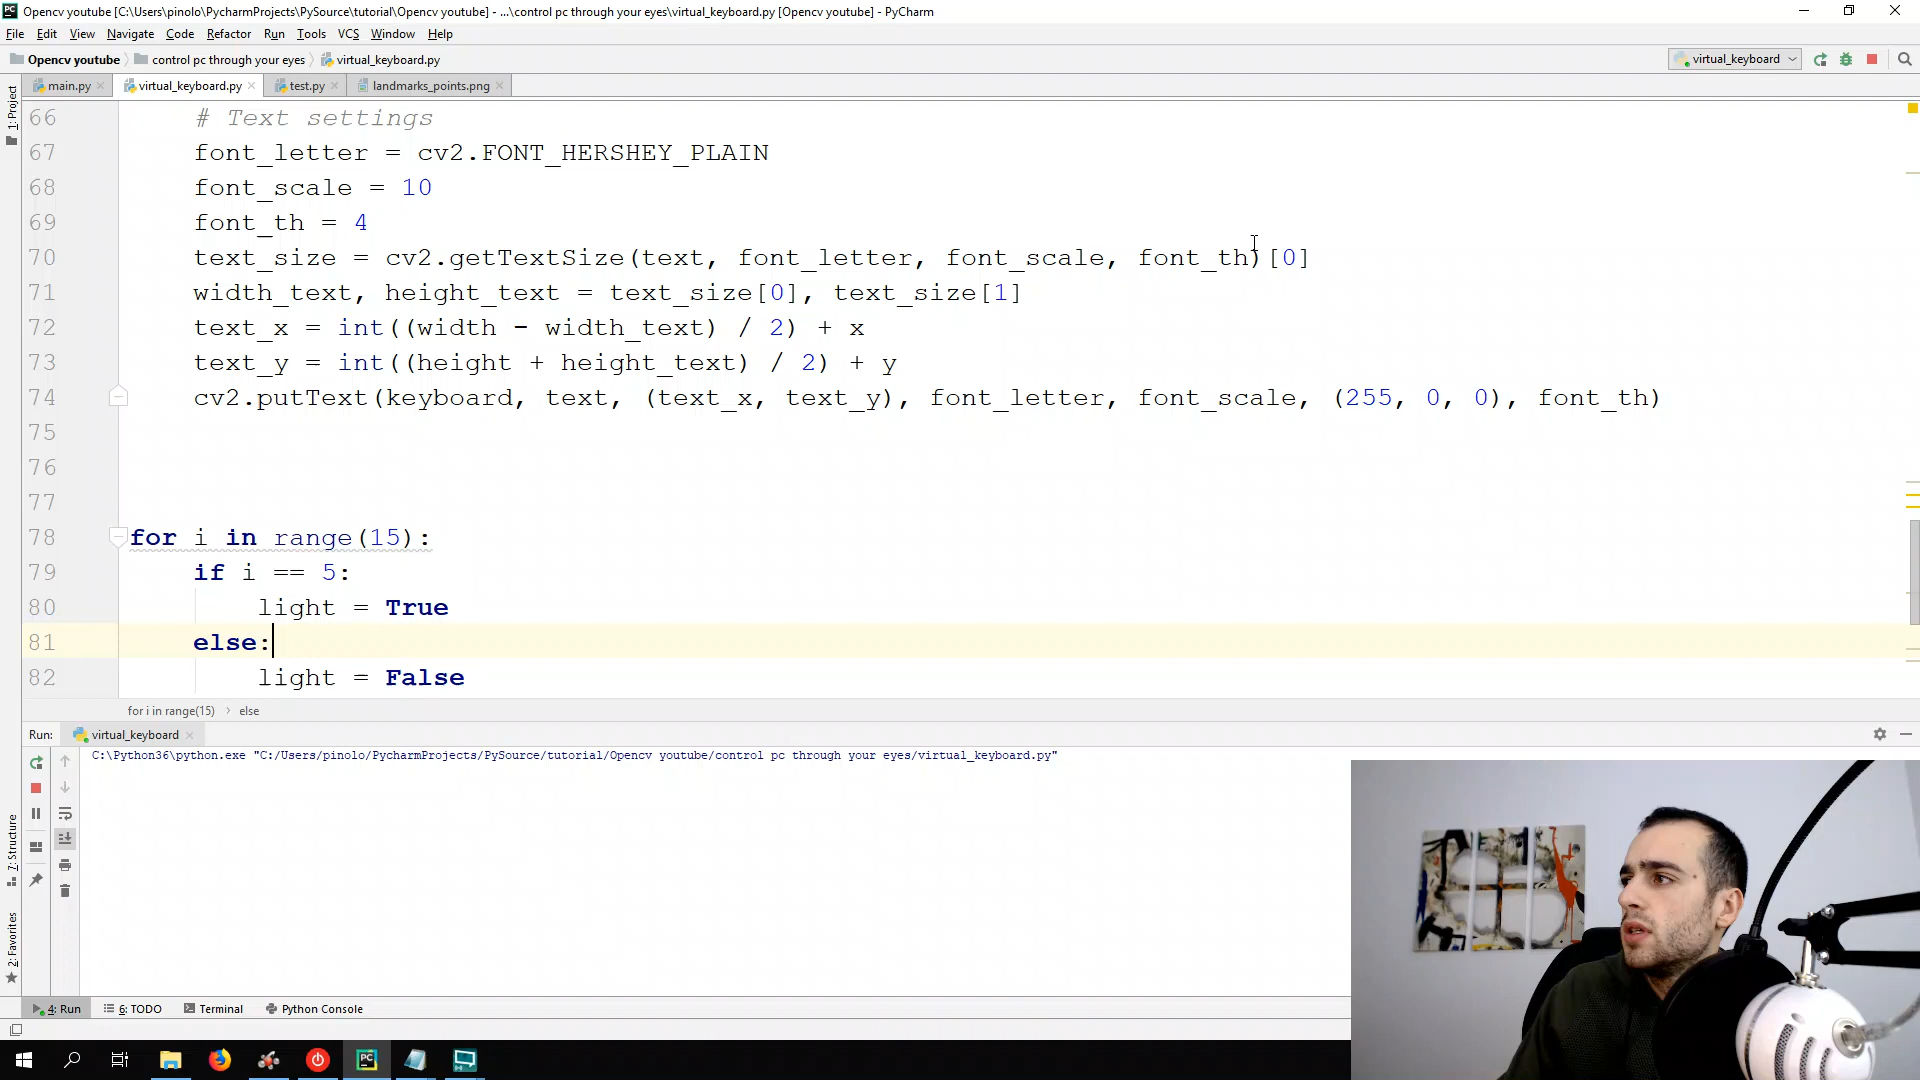 Opencv youtube [C:\Users\pinolo\PycharmProjects\PySource\tutorial\Opencv youtube] - ...\control pc through your eyes\virtual_keyboard.py [Opencv youtube] - PyCharm
File Edit View Navigate Code Refactor Run Tools VCS Window Help
Opencv youtube control pc through your eyes virtual_keyboard.py virtual_keyboard
main.py virtual_keyboard.py test.py landmarks_points.png
1: Project
66 # Text settings
67 font_letter = cv2.FONT_HERSHEY_PLAIN
68 font_scale = 10
69 font_th = 4
70 text_size = cv2.getTextSize(text, font_letter, font_scale, font_th)[0]
71 width_text, height_text = text_size[0], text_size[1]
72 text_x = int((width - width_text) / 2) + x
73 text_y = int((height + height_text) / 2) + y
74 cv2.putText(keyboard, text, (text_x, text_y), font_letter, font_scale, (255, 0, 0), font_th)
75
76
77
78 for i in range(15):
79 if i == 5:
80 light = True
81 else:
82 light = False
for i in range(15) › else
Run: virtual_keyboard
C:\Python36\python.exe "C:/Users/pinolo/PycharmProjects/PySource/tutorial/Opencv youtube/control pc through your eyes/virtual_keyboard.py"
7: Structure
2: Favorites
4: Run 6: TODO Terminal Python Console
PC